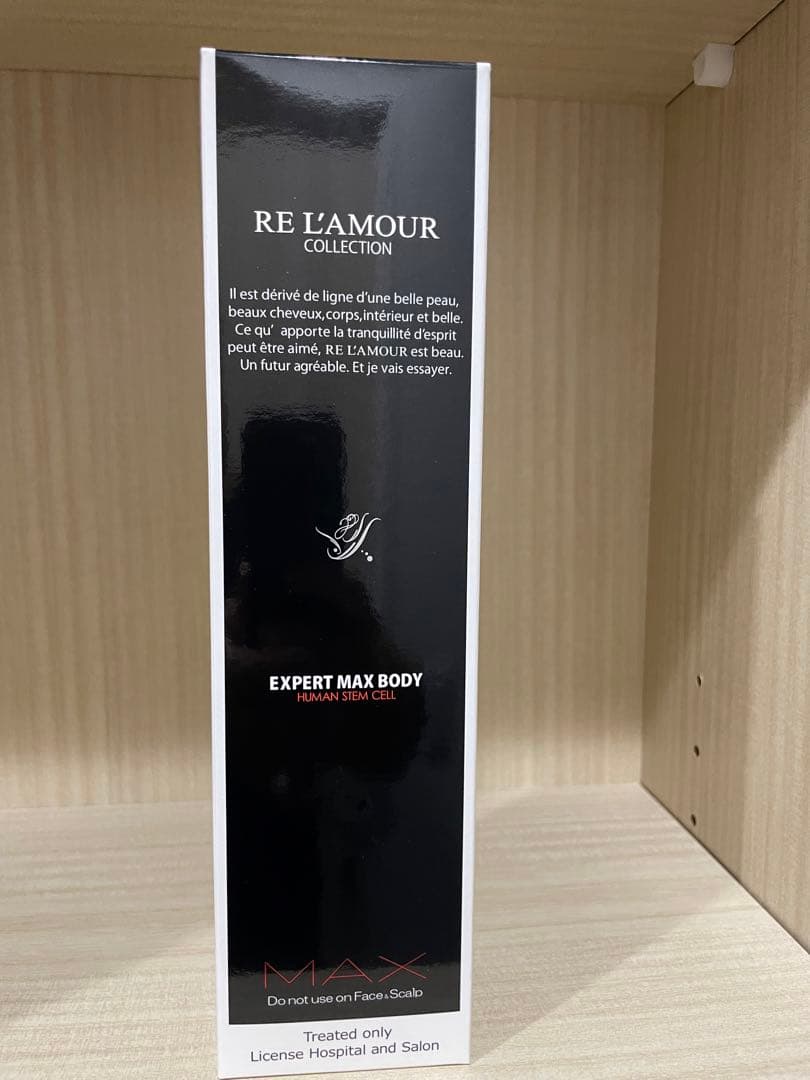 RE L'AMOUR
COLLECTION
Il est dérivé de ligne d'une belle peau,
beaux cheveux,corps,intérieur et belle.
Ce qu' apporte la tranquillité d'esprit
peut être aimé, RE L'AMOUR est beau.
Un futur agréable. Et je vais essayer.
EXPERT MAX BODY
HUMAN STEM CELL
MAX
Do not use on Face&Scalp
Treated only
License Hospital and Salon